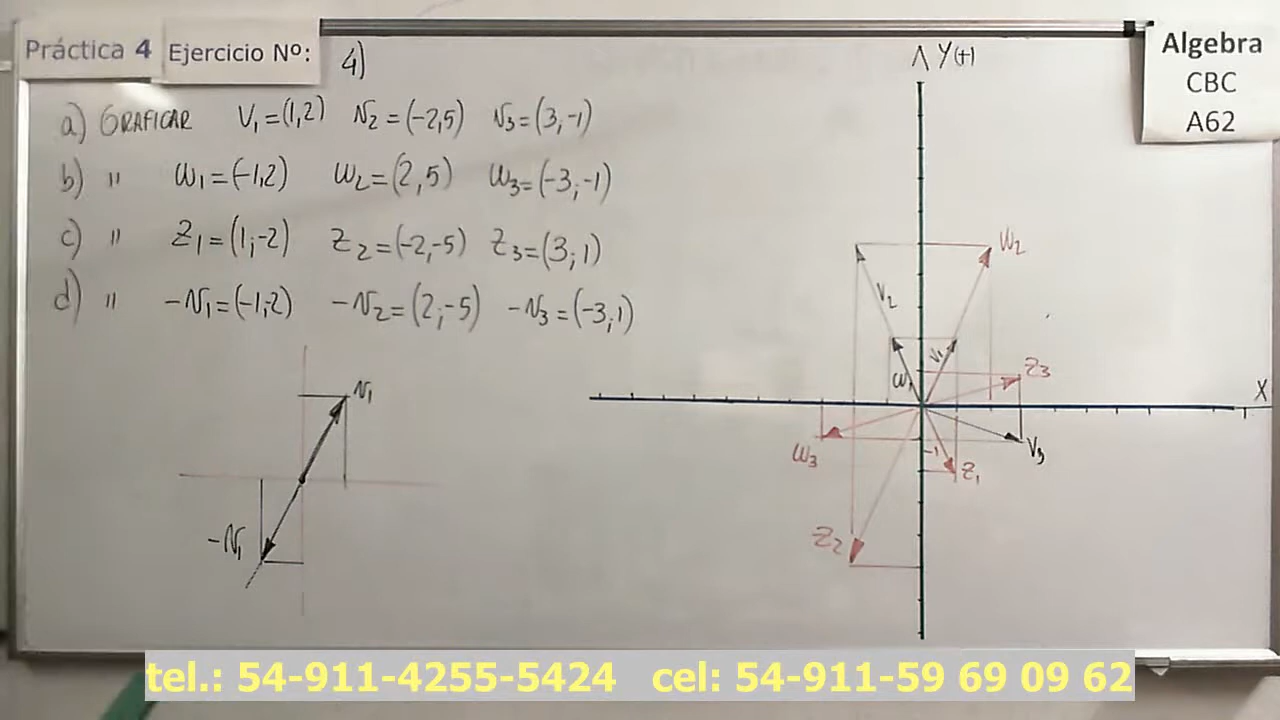 Práctica 4 Ejercicio Nº: 4)
Algebra
CBC
A62
a) GRAFICAR V1=(1,2) V2=(-2,5) V3=(3,-1)
b) " W1=(-1,2) W2=(2,5) W3=(-3,-1)
c) " Z1=(1,-2) Z2=(-2,-5) Z3=(3,1)
d) " -V1=(-1,-2) -V2=(2,-5) -V3=(-3,1)
V1
-V1
Y(+)
X
W2
V2
V1
W1
Z3
W3
-1
V3
Z1
Z2
tel.: 54-911-4255-5424 cel: 54-911-59 69 09 62